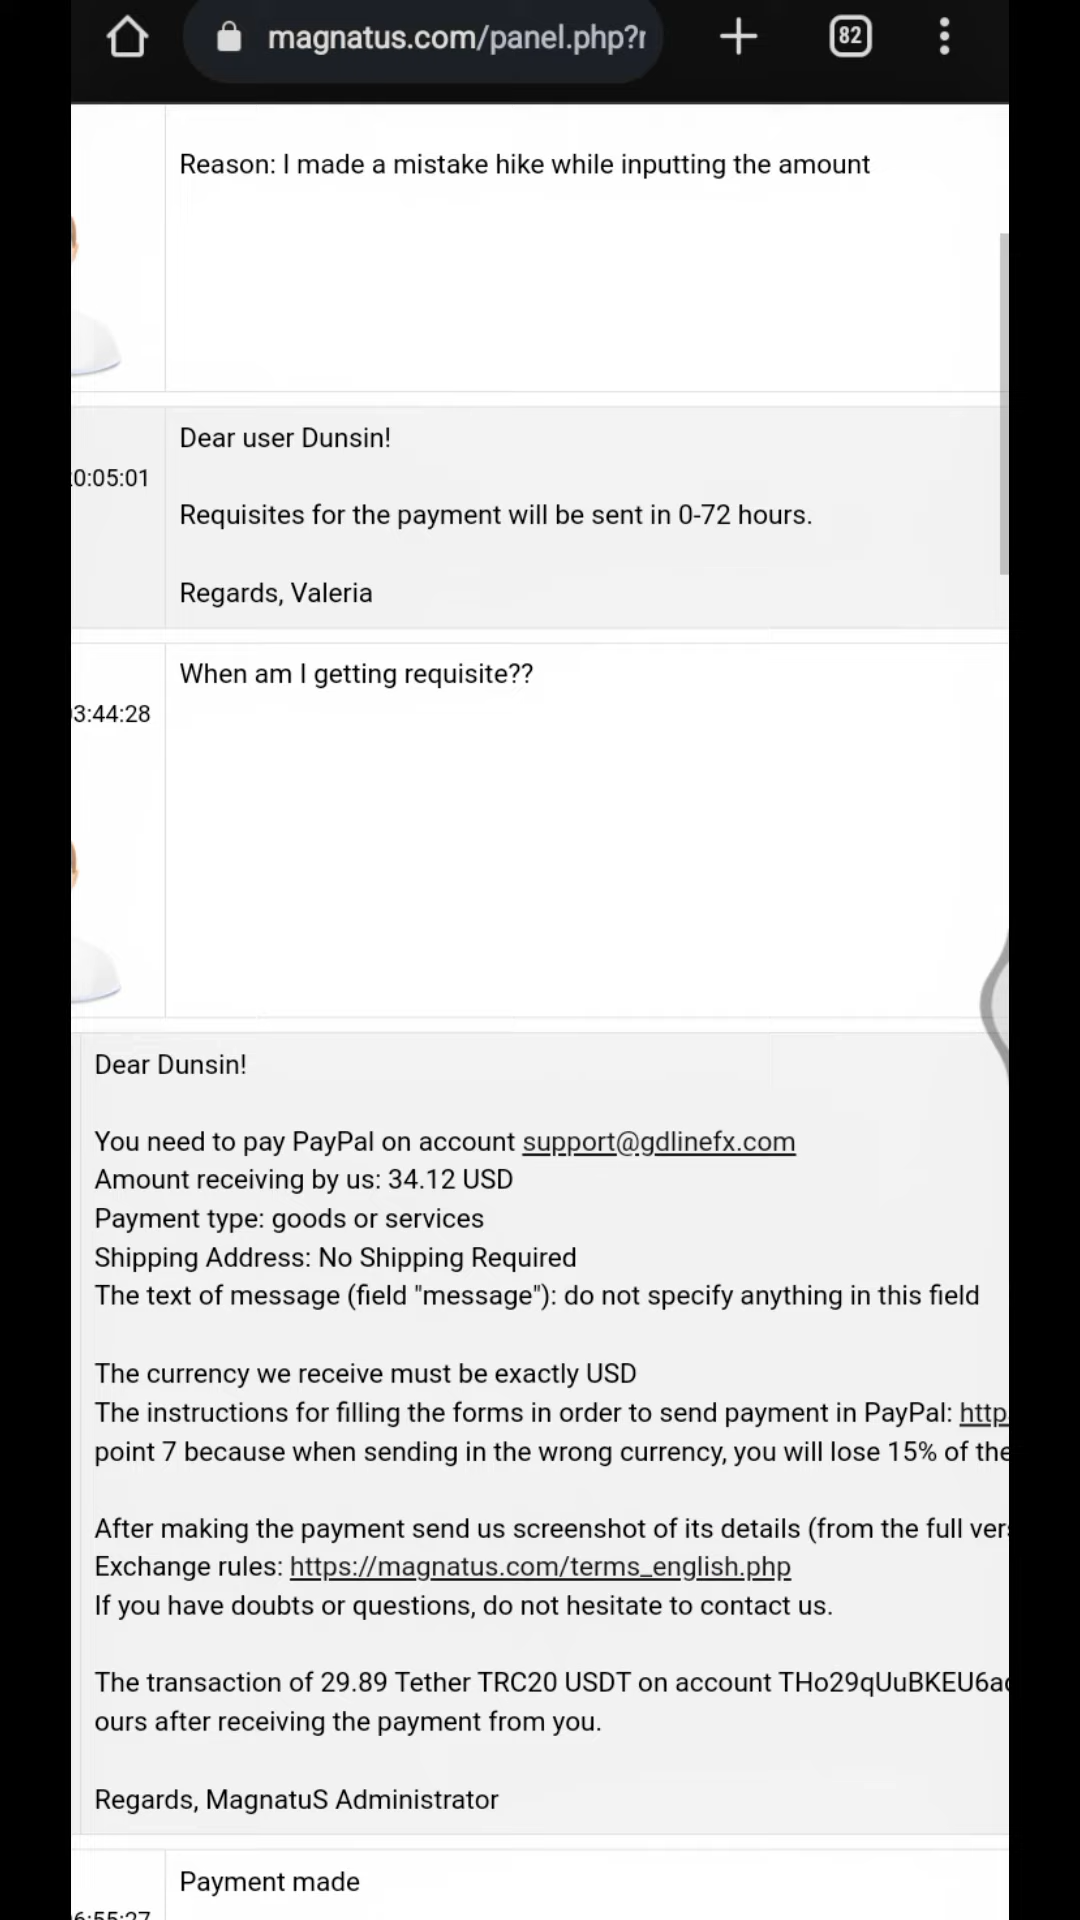 magnatus.com/panel.php?r
82
Reason: I made a mistake hike while inputting the amount
Dear user Dunsin!
0:05:01
Requisites for the payment will be sent in 0-72 hours.
Regards, Valeria
When am I getting requisite??
3:44:28
Dear Dunsin!
You need to pay PayPal on account support@gdlinefx.com
Amount receiving by us: 34.12 USD
Payment type: goods or services
Shipping Address: No Shipping Required
The text of message (field "message"): do not specify anything in this field
The currency we receive must be exactly USD
The instructions for filling the forms in order to send payment in PayPal: http
point 7 because when sending in the wrong currency, you will lose 15% of the
After making the payment send us screenshot of its details (from the full ver
Exchange rules: https://magnatus.com/terms_english.php
If you have doubts or questions, do not hesitate to contact us.
The transaction of 29.89 Tether TRC20 USDT on account THo29qUuBKEU6a
ours after receiving the payment from you.
Regards, MagnatuS Administrator
Payment made
6:55:27